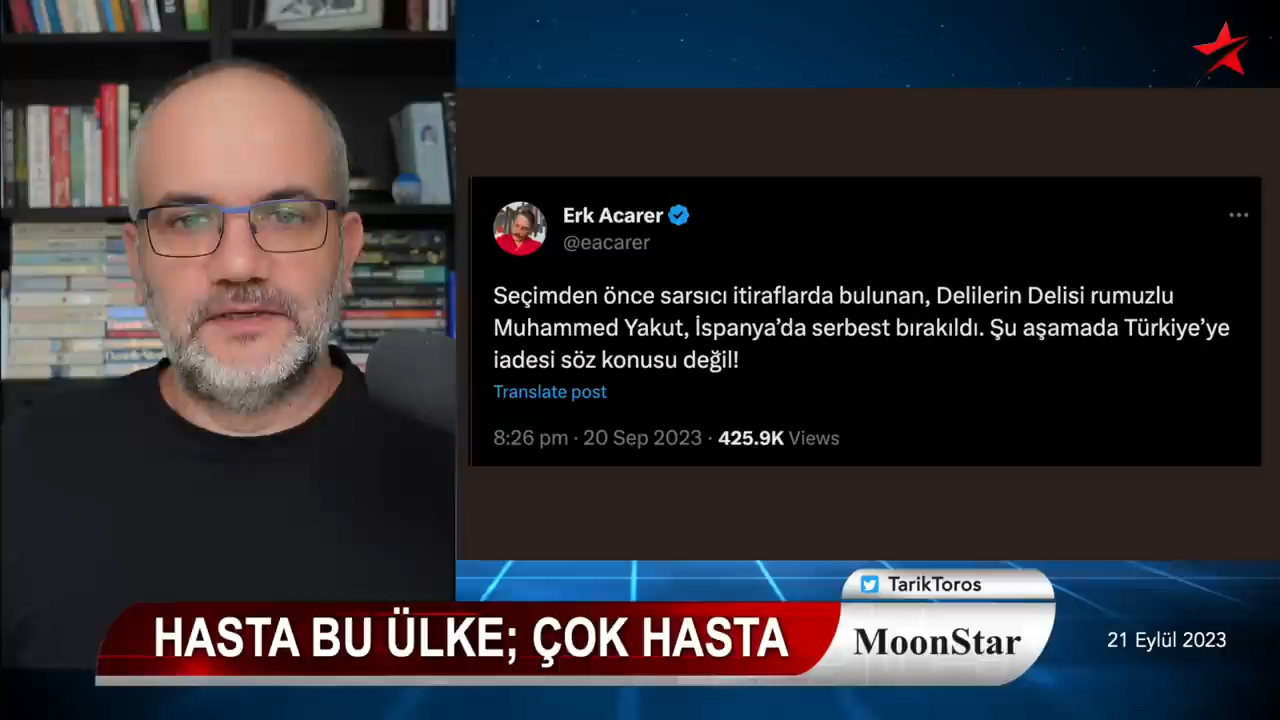 Erk Acarer
@eacarer
Seçimden önce sarsıcı itiraflarda bulunan, Delilerin Delisi rumuzlu
Muhammed Yakut, İspanya’da serbest bırakıldı. Şu aşamada Türkiye’ye
iadesi söz konusu değil!
Translate post
8:26 pm · 20 Sep 2023 · 425.9K Views
TarikToros
HASTA BU ÜLKE; ÇOK HASTA
MoonStar
21 Eylül 2023